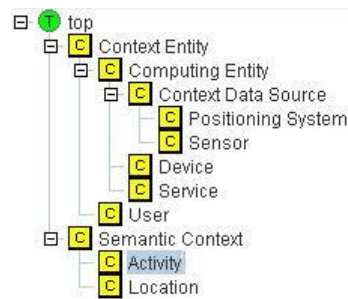 T top
C Context Entity
C Computing Entity
C Context Data Source
C Positioning System
C Sensor
C Device
C Service
C User
C Semantic Context
C Activity
C Location